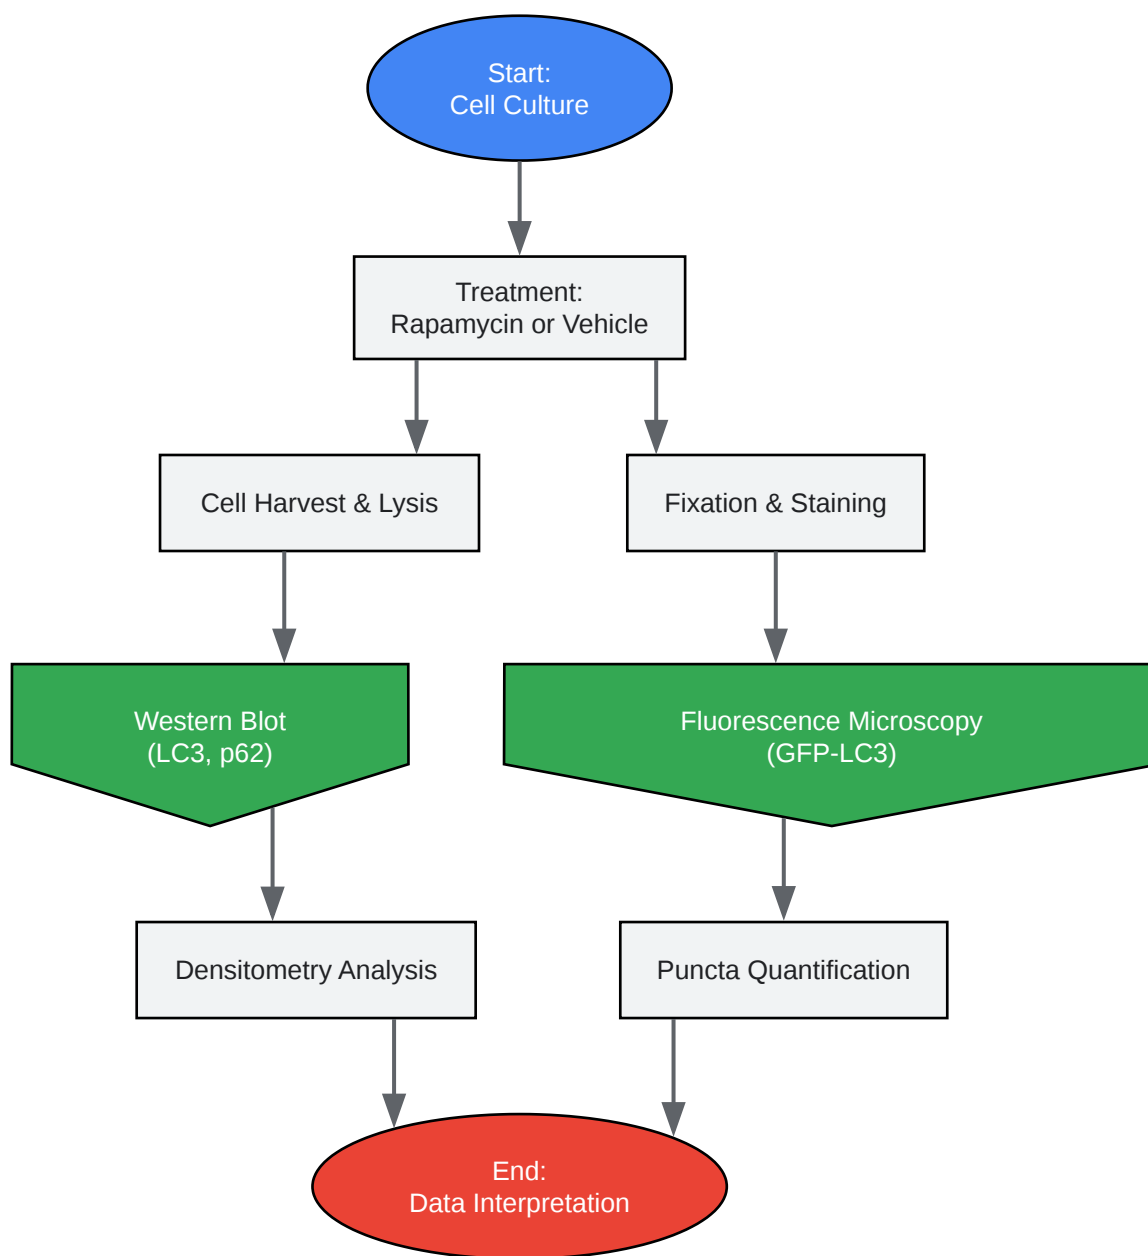 Start:
Cell Culture
Treatment:
Rapamycin or Vehicle
Cell Harvest & Lysis
Fixation & Staining
Western Blot
(LC3, p62)
Fluorescence Microscopy
(GFP-LC3)
Densitometry Analysis
Puncta Quantification
End:
Data Interpretation